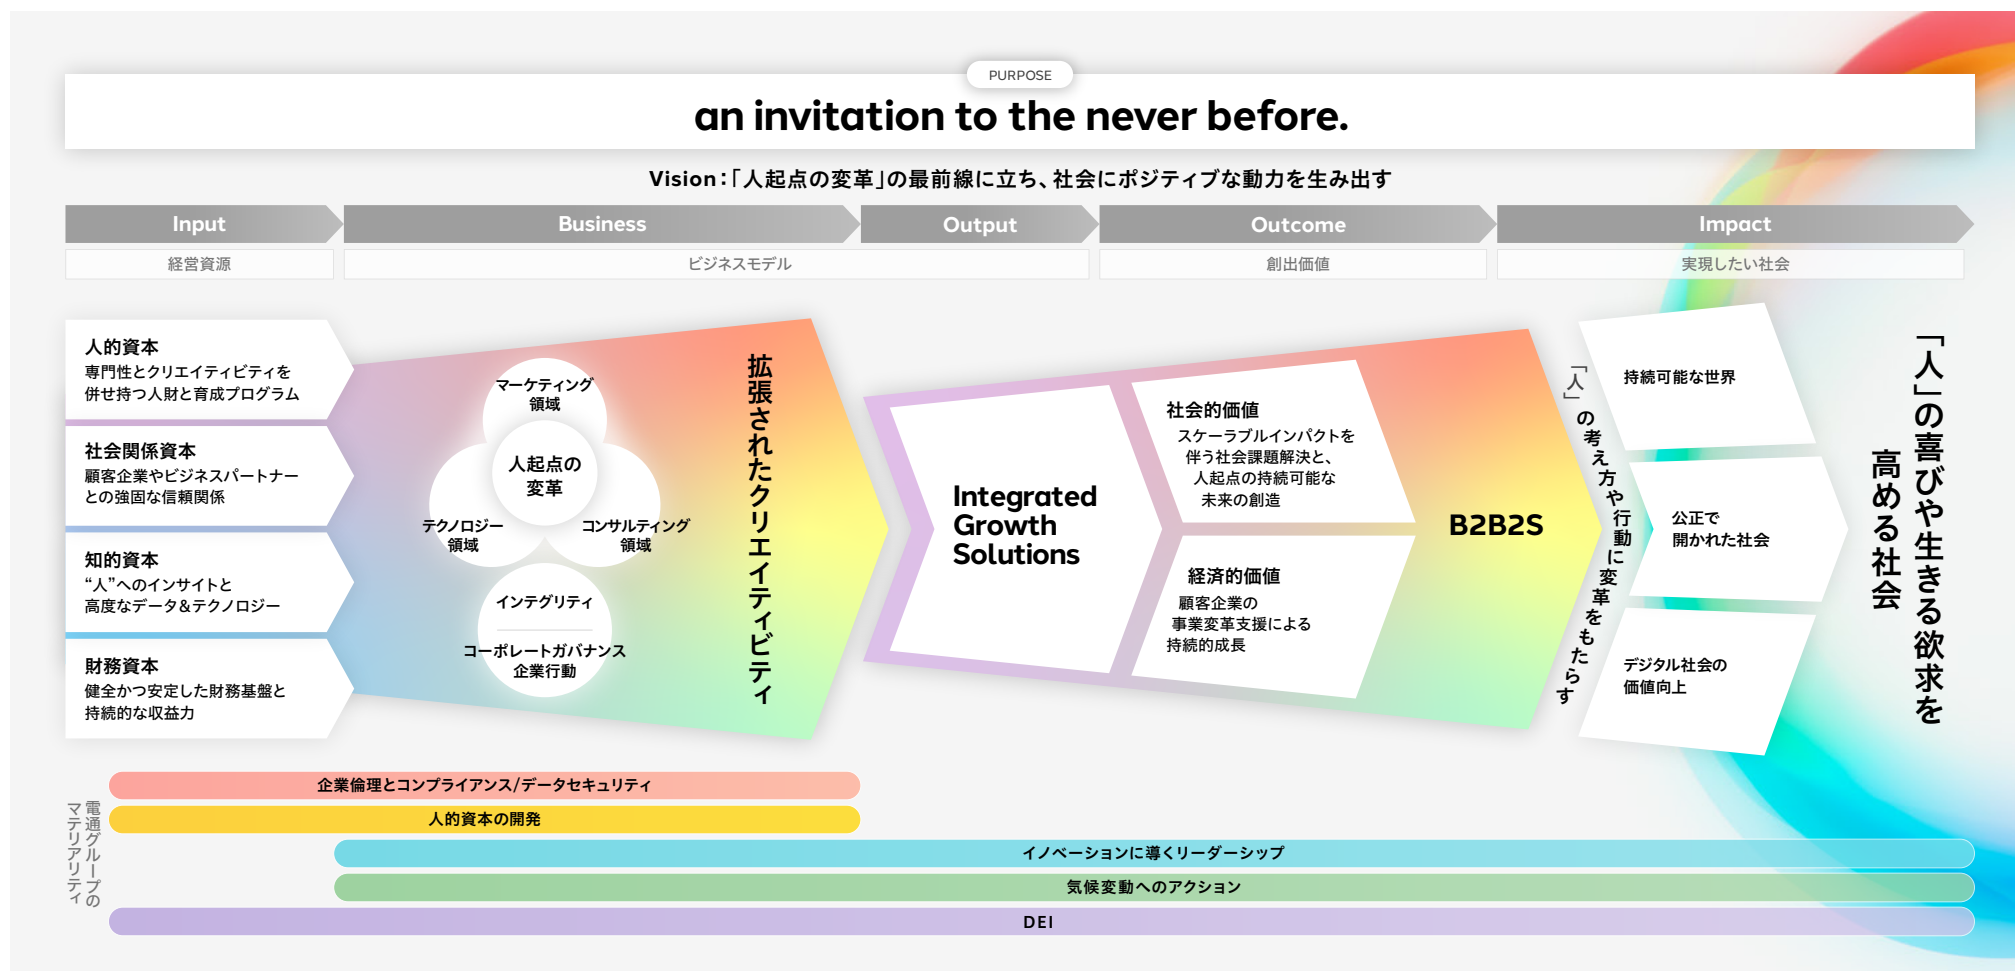 PURPOSE
an invitation to the never before.
Vision：「人起点の変革」の最前線に立ち、社会にポジティブな動力を生み出す
Input
Business
Output
Outcome
Impact
経営資源
ビジネスモデル
創出価値
実現したい社会
人的資本
専門性とクリエイティビティを
併せ持つ人財と育成プログラム
社会関係資本
顧客企業やビジネスパートナー
との強固な信頼関係
知的資本
“人”へのインサイトと
高度なデータ&テクノロジー
財務資本
健全かつ安定した財務基盤と
持続的な収益力
マーケティング
領域
人起点の
変革
テクノロジー
領域
コンサルティング
領域
インテグリティ
コーポレートガバナンス
企業行動
拡張されたクリエイティビティ
Integrated
Growth
Solutions
社会的価値
スケーラブルインパクトを
伴う社会課題解決と、
人起点の持続可能な
未来の創造
経済的価値
顧客企業の
事業変革支援による
持続的成長
B2B2S
「人」の考え方や行動に変革をもたらす
持続可能な世界
公正で
開かれた社会
デジタル社会の
価値向上
「人」の喜びや生きる欲求を
高める社会
電通グループの
マテリアリティ
企業倫理とコンプライアンス/データセキュリティ
人的資本の開発
イノベーションに導くリーダーシップ
気候変動へのアクション
DEI